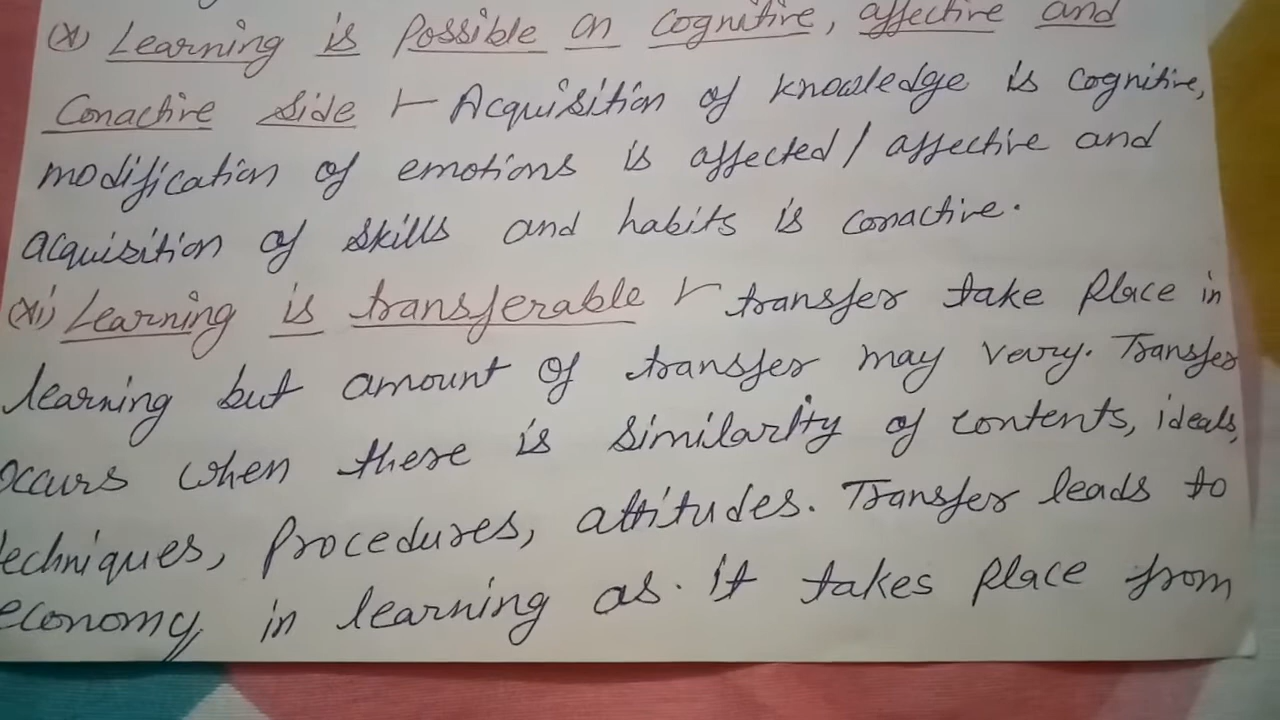 (x) Learning is Possible on Cognitive, affective and
Conactive side :- Acquisition of knowledge is cognitive,
modification of emotions is affected / affective and
acquisition of skills and habits is conactive.
(xi) Learning is transferable :- transfer take place in
learning but amount of transfer may vary. Transfer
occurs when there is similarity of contents, ideals,
techniques, Procedures, attitudes. Transfer leads to
economy in learning as. it takes place from